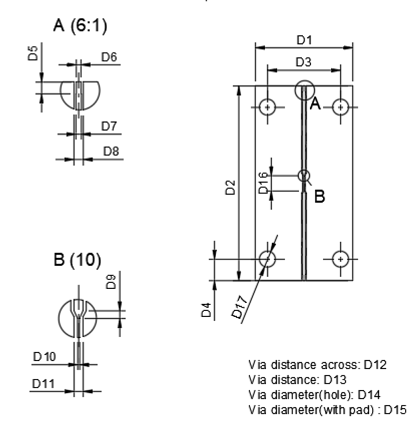 A (6:1)
D5
D6
D7
D8
D1
D3
A
D2
D16
B
D4
D17
B (10)
D9
D10
D11
Via distance across: D12
Via distance: D13
Via diameter(hole): D14
Via diameter(with pad) : D15